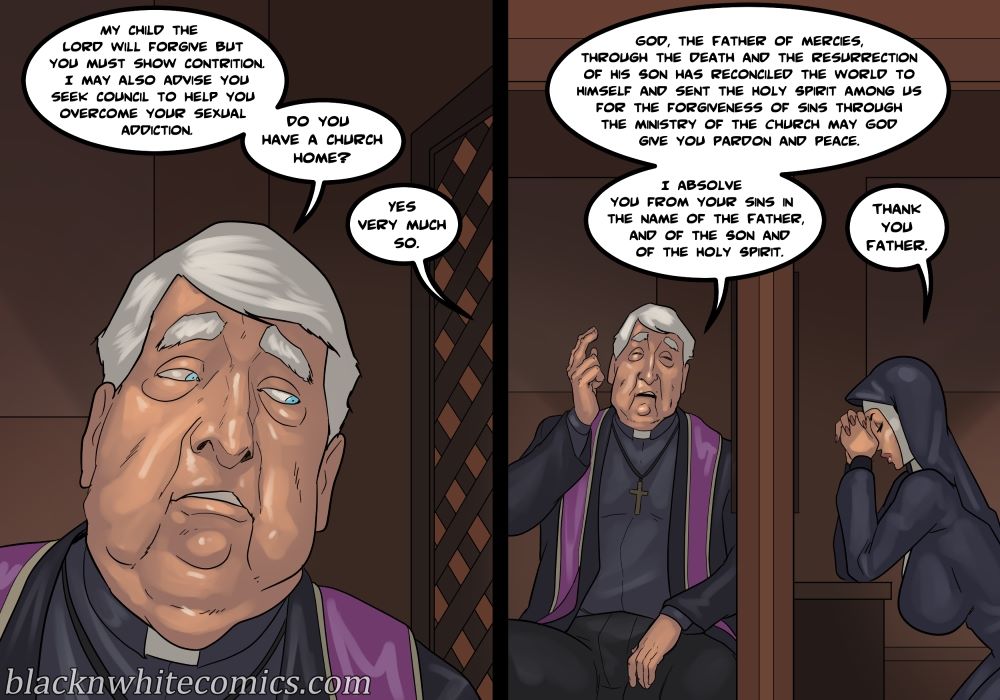 MY CHILD THE
LORD WILL FORGIVE BUT
YOU MUST SHOW CONTRITION.
I MAY ALSO ADVISE YOU
SEEK COUNCIL TO HELP YOU
OVERCOME YOUR SEXUAL
ADDICTION.
DO YOU
HAVE A CHURCH
HOME?
YES
VERY MUCH
SO.
GOD, THE FATHER OF MERCIES,
THROUGH THE DEATH AND THE RESURRECTION
OF HIS SON HAS RECONCILED THE WORLD TO
HIMSELF AND SENT THE HOLY SPIRIT AMONG US
FOR THE FORGIVENESS OF SINS THROUGH
THE MINISTRY OF THE CHURCH MAY GOD
GIVE YOU PARDON AND PEACE.
I ABSOLVE
YOU FROM YOUR SINS IN
THE NAME OF THE FATHER,
AND OF THE SON AND
OF THE HOLY SPIRIT.
THANK
YOU
FATHER.
blacknwhitecomics.com